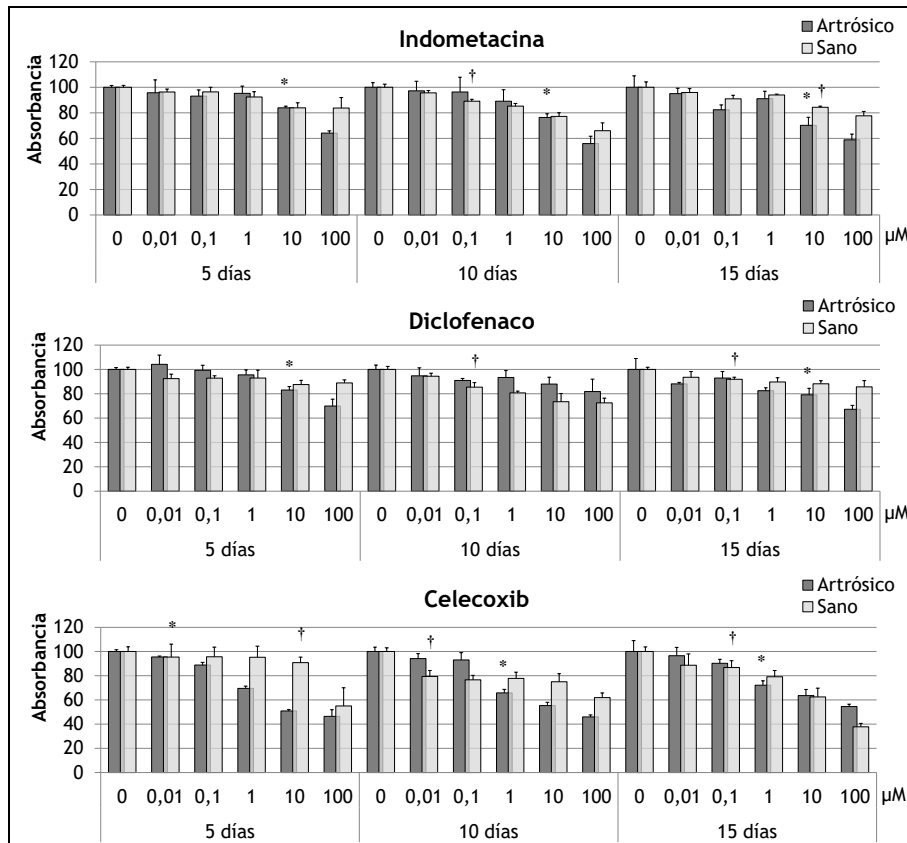 Indometacina
Artrósico
Sano
Absorbancia
120
100
80
60
40
20
0
* † * * †
0 0,01 0,1 1 10 100 0 0,01 0,1 1 10 100 0 0,01 0,1 1 10 100 µM
5 días 10 días 15 días
Diclofenaco
Artrósico
Sano
Absorbancia
120
100
80
60
40
20
0
* † † *
0 0,01 0,1 1 10 100 0 0,01 0,1 1 10 100 0 0,01 0,1 1 10 100 µM
5 días 10 días 15 días
Celecoxib
Artrósico
Sano
Absorbancia
120
100
80
60
40
20
0
* † † * † *
0 0,01 0,1 1 10 100 0 0,01 0,1 1 10 100 0 0,01 0,1 1 10 100 µM
5 días 10 días 15 días